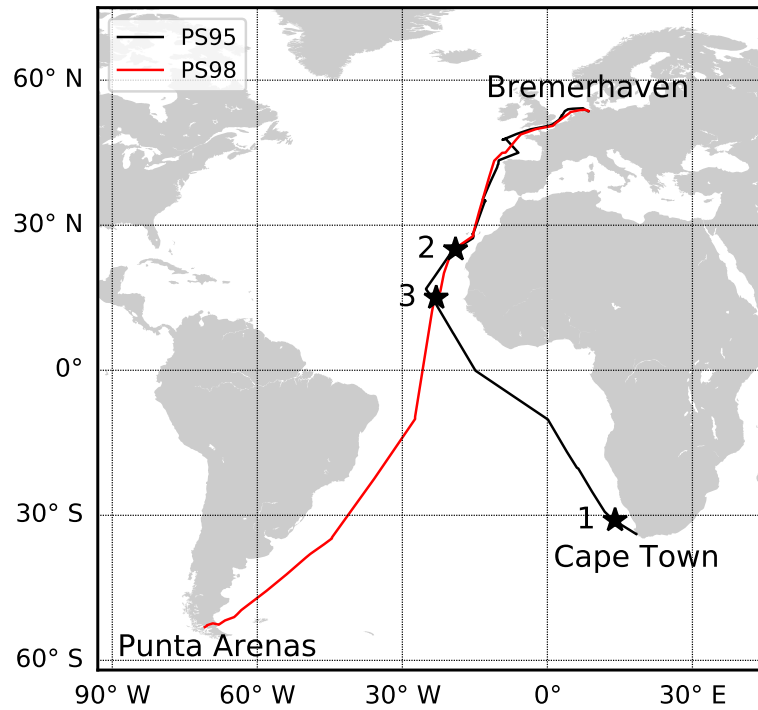 PS95
PS98
60° N
Bremerhaven
30° N
2
3
0°
30° S
1
Cape Town
Punta Arenas
60° S
90° W
60° W
30° W
0°
30° E